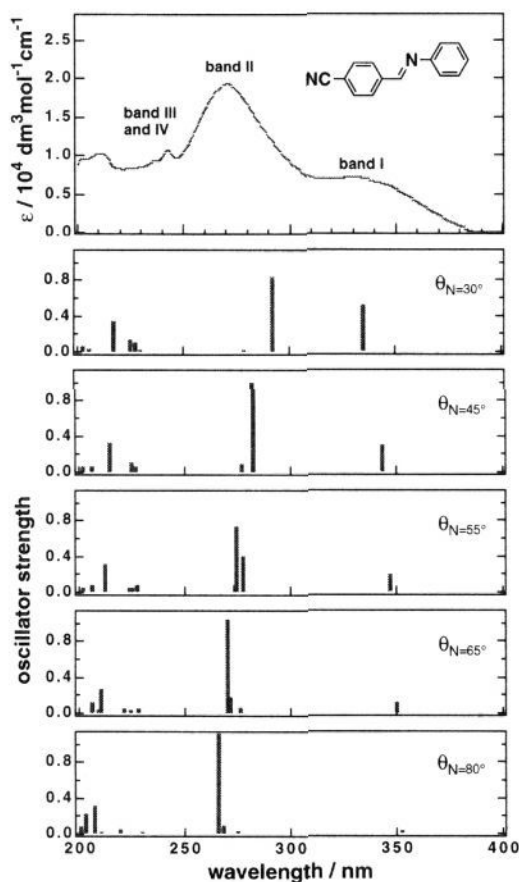 ε / 10⁴ dm³mol⁻¹cm⁻¹
2.5
2.0
1.5
1.0
0.5
0.0
band II
band III
and IV
band I
NC
N
oscillator strength
0.8
0.4
0.0
θN=30°
0.8
0.4
0.0
θN=45°
0.8
0.4
0.0
θN=55°
0.8
0.4
0.0
θN=65°
0.8
0.4
0.0
θN=80°
200 250 300 350 400
wavelength / nm